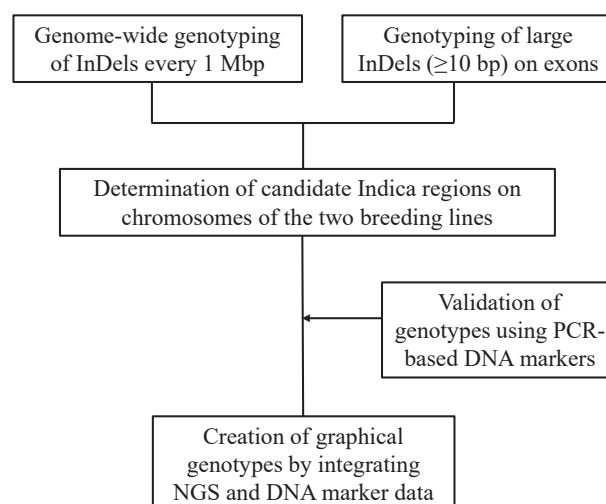 Genome-wide genotyping
of InDels every 1 Mbp
Genotyping of large
InDels (≥10 bp) on exons
Determination of candidate Indica regions on
chromosomes of the two breeding lines
Validation of
genotypes using PCR-
based DNA markers
Creation of graphical
genotypes by integrating
NGS and DNA marker data